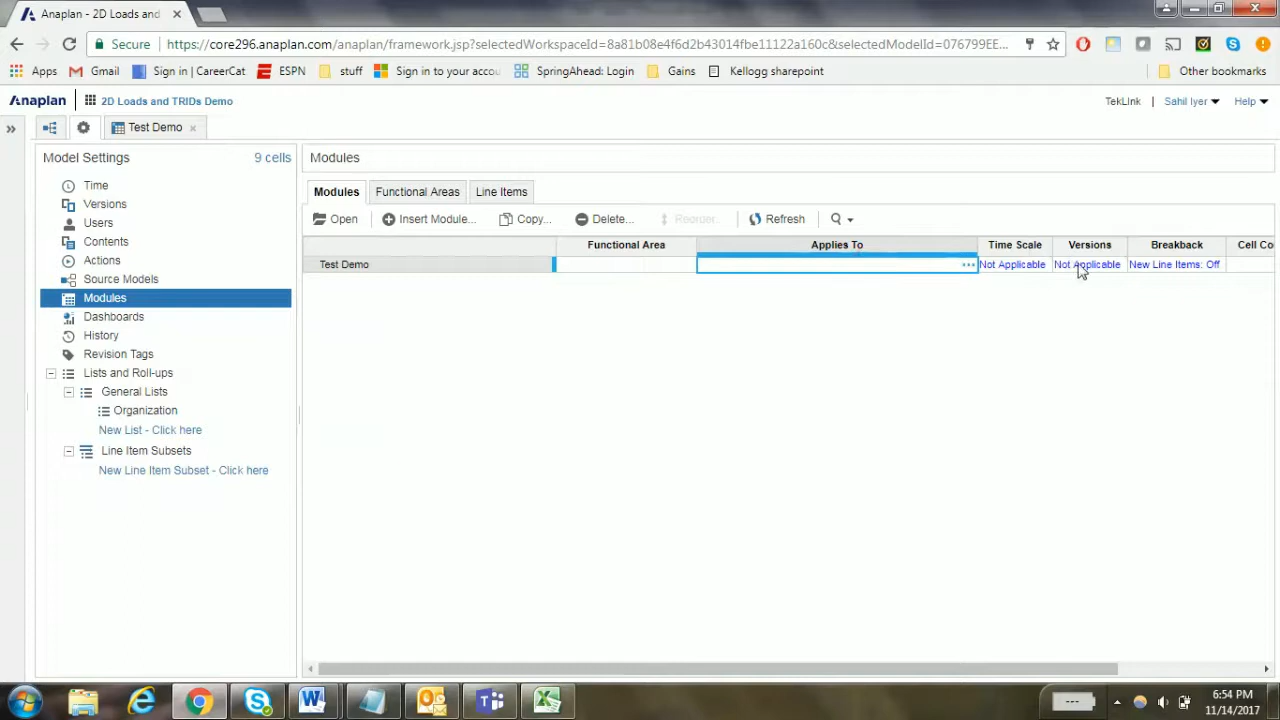 Anaplan - 2D Loads and
Secure https://core296.anaplan.com/anaplan/framework.jsp?selectedWorkspaceId=8a81b08e4f6d2b43014fbe11122a160c&selectedModelId=076799EE...
Apps Gmail Sign in | CareerCat ESPN stuff Sign in to your accou SpringAhead: Login Gains Kellogg sharepoint Other bookmarks
Anaplan 2D Loads and TRIDs Demo TekLInk Sahil Iyer Help
Test Demo
Model Settings 9 cells Modules
Time
Versions
Users
Contents
Actions
Source Models
Modules
Dashboards
History
Revision Tags
Lists and Roll-ups
General Lists
Organization
New List - Click here
Line Item Subsets
New Line Item Subset - Click here
Modules Functional Areas Line Items
Open Insert Module... Copy... Delete... Reorder... Refresh
Functional Area Applies To Time Scale Versions Breakback Cell Co
Test Demo ... Not Applicable Not Applicable New Line Items: Off
6:54 PM
11/14/2017